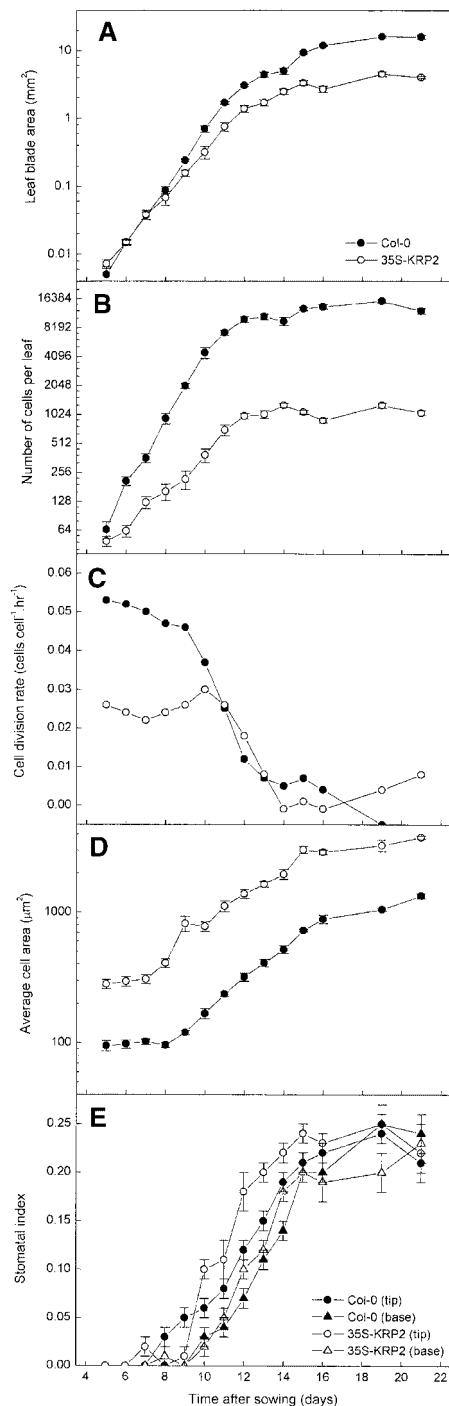 A
Leaf blade area (mm²)
10
1
0.1
0.01
Col-0
35S-KRP2
B
Number of cells per leaf
16384
8192
4096
2048
1024
512
256
128
64
C
Cell division rate (cells.cell⁻¹.hr⁻¹)
0.06
0.05
0.04
0.03
0.02
0.01
0.00
D
Average cell area (µm²)
1000
100
E
Stomatal index
0.25
0.20
0.15
0.10
0.05
0.00
Col-0 (tip)
Col-0 (base)
35S-KRP2 (tip)
35S-KRP2 (base)
4 6 8 10 12 14 16 18 20 22
Time after sowing (days)